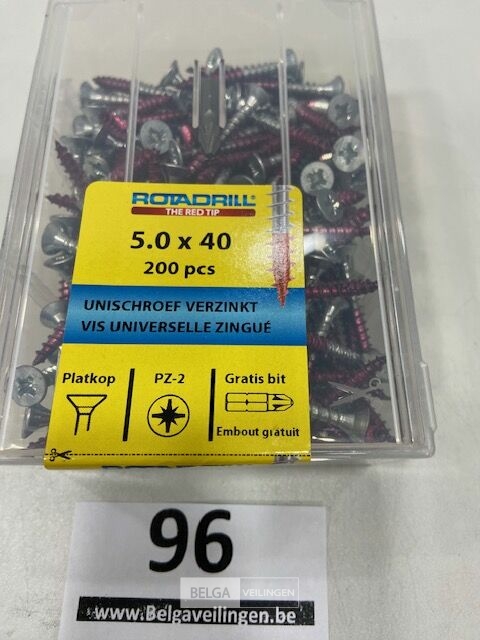 ROTADRILL®
THE RED TIP
5.0 x 40
200 pcs
UNISCHROEF VERZINKT
VIS UNIVERSELLE ZINGUÉ
Platkop
PZ-2
Gratis bit
Embout gratuit
96
BELGA VEILINGEN
www.Belgaveilingen.be